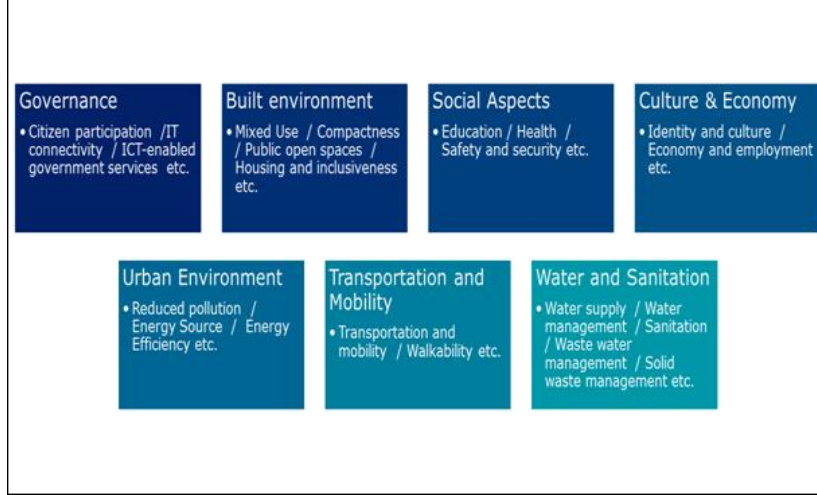 Governance
• Citizen participation /IT
connectivity / ICT-enabled
government services etc.
Built environment
• Mixed Use / Compactness
/ Public open spaces /
Housing and inclusiveness
etc.
Social Aspects
• Education / Health /
Safety and security etc.
Culture & Economy
• Identity and culture /
Economy and employment
etc.
Urban Environment
• Reduced pollution /
Energy Source / Energy
Efficiency etc.
Transportation and
Mobility
• Transportation and
mobility / Walkability etc.
Water and Sanitation
• Water supply / Water
management / Sanitation
/ Waste water
management / Solid
waste management etc.